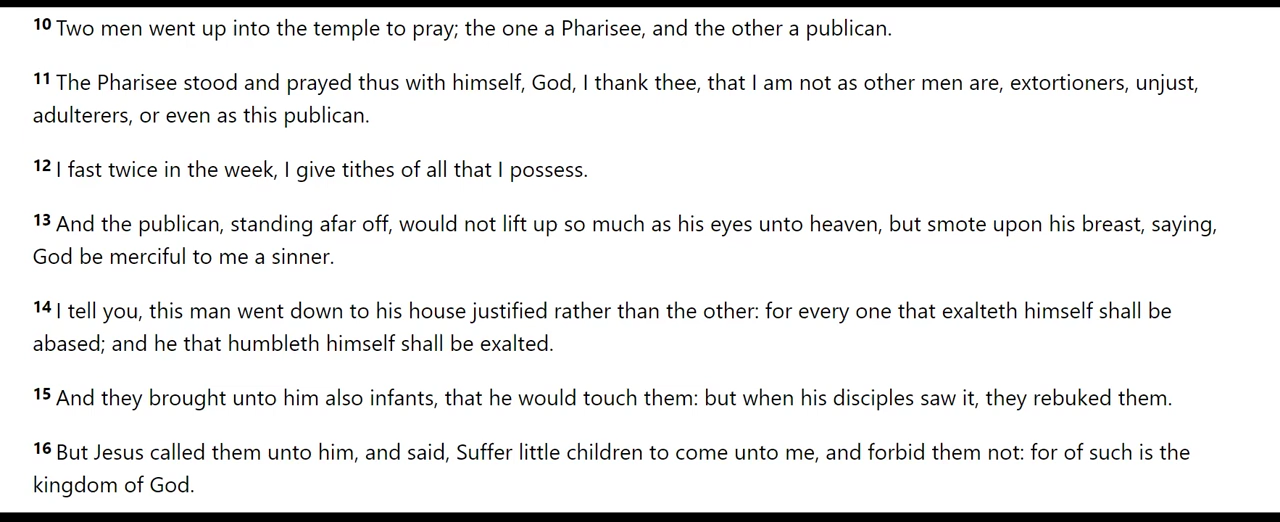 10 Two men went up into the temple to pray; the one a Pharisee, and the other a publican.
11 The Pharisee stood and prayed thus with himself, God, I thank thee, that I am not as other men are, extortioners, unjust,
adulterers, or even as this publican.
12 I fast twice in the week, I give tithes of all that I possess.
13 And the publican, standing afar off, would not lift up so much as his eyes unto heaven, but smote upon his breast, saying,
God be merciful to me a sinner.
14 I tell you, this man went down to his house justified rather than the other: for every one that exalteth himself shall be
abased; and he that humbleth himself shall be exalted.
15 And they brought unto him also infants, that he would touch them: but when his disciples saw it, they rebuked them.
16 But Jesus called them unto him, and said, Suffer little children to come unto me, and forbid them not: for of such is the
kingdom of God.